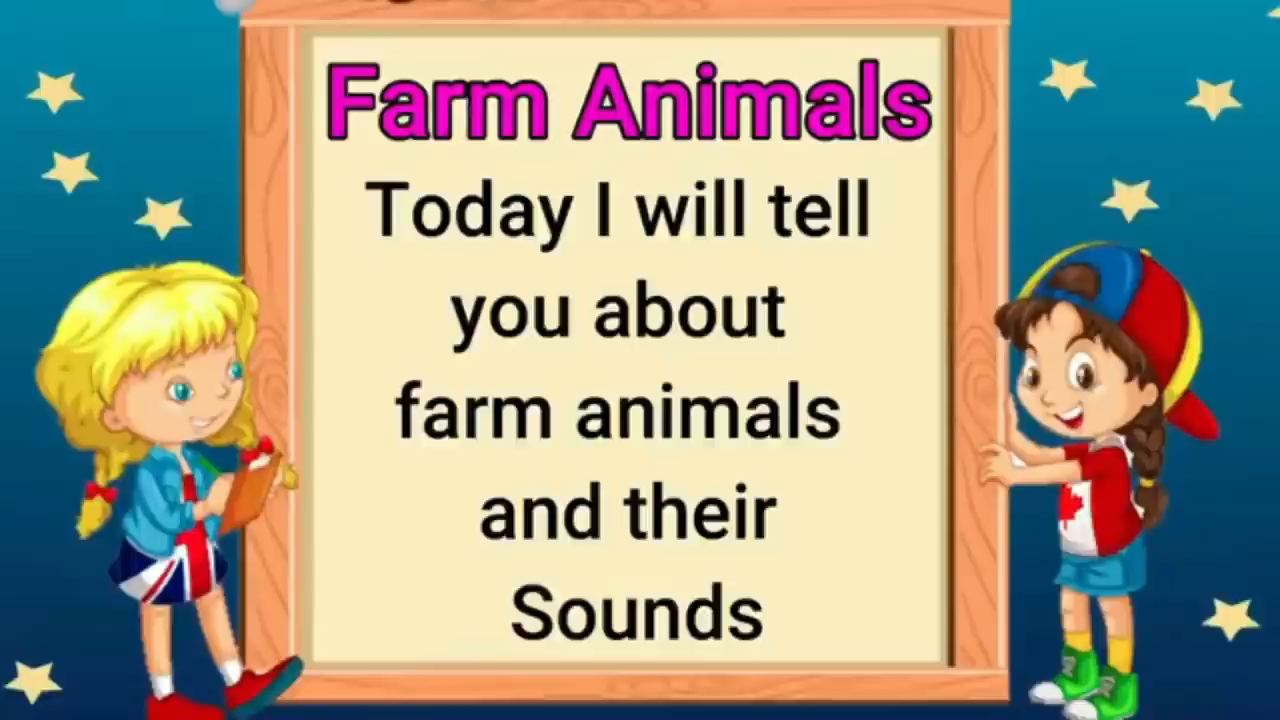 Farm Animals
Today I will tell
you about
farm animals
and their
Sounds